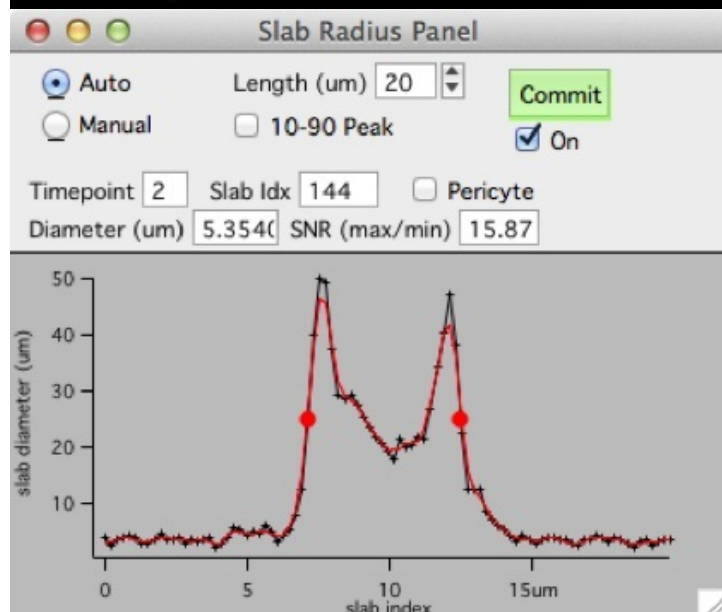 Slab Radius Panel
Auto Length (um) 20 Commit
Manual 10-90 Peak On
Timepoint 2 Slab Idx 144 Pericyte
Diameter (um) 5.354 SNR (max/min) 15.87
50
40
30
20
10
slab diameter (um)
0 5 10 15um
slab index